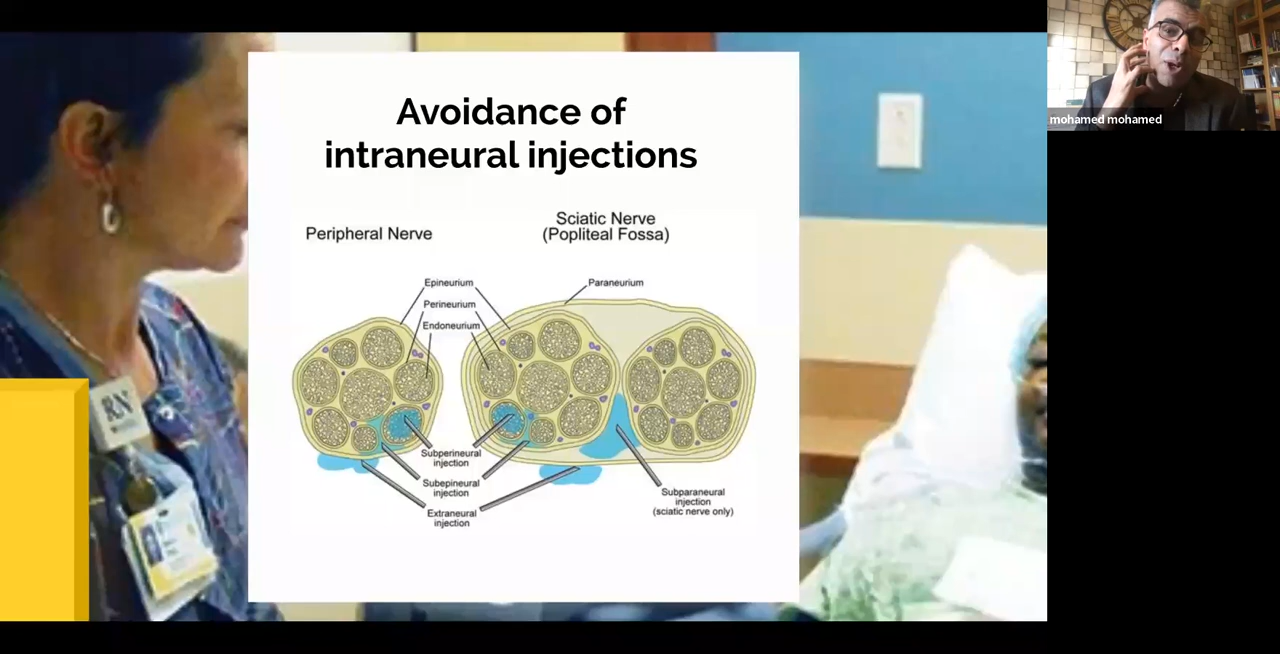 Avoidance of
intraneural injections
Peripheral Nerve
Sciatic Nerve
(Popliteal Fossa)
Epineurium
Perineurium
Endoneurium
Paraneurium
Subperineural
injection
Subepineural
injection
Extraneural
injection
Subparaneural
injection
(sciatic nerve only)
RN
mohamed mohamed